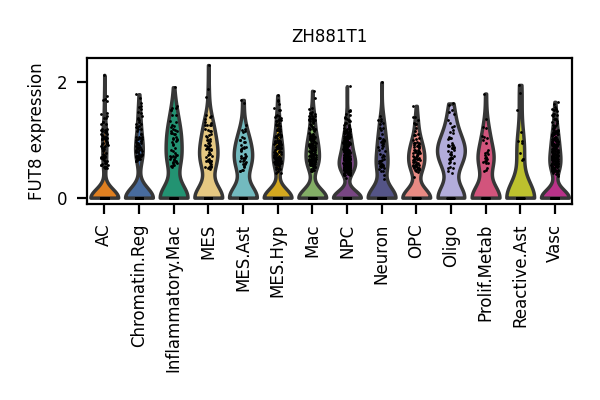 ZH881T1
FUT8 expression
2
0
AC
Chromatin.Reg
Inflammatory.Mac
MES
MES.Ast
MES.Hyp
Mac
NPC
Neuron
OPC
Oligo
Prolif.Metab
Reactive.Ast
Vasc